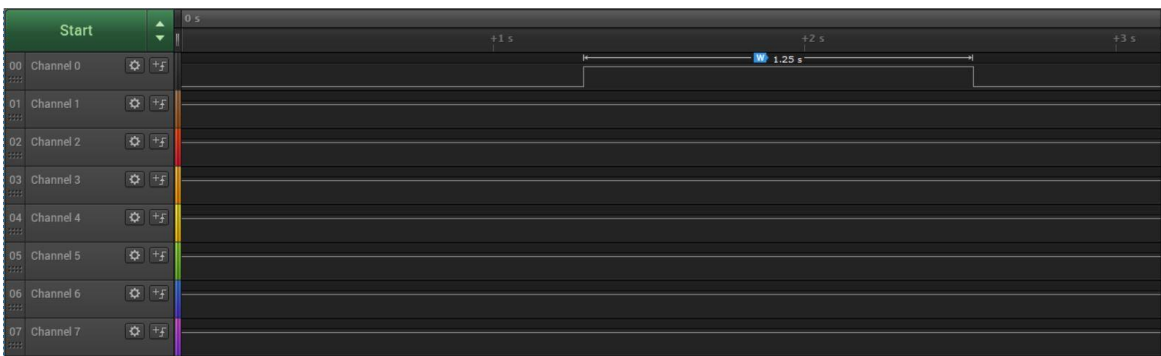 Start
0 s
+1 s
+2 s
+3 s
00 Channel 0
W 1.25 s
01 Channel 1
02 Channel 2
03 Channel 3
04 Channel 4
05 Channel 5
06 Channel 6
07 Channel 7